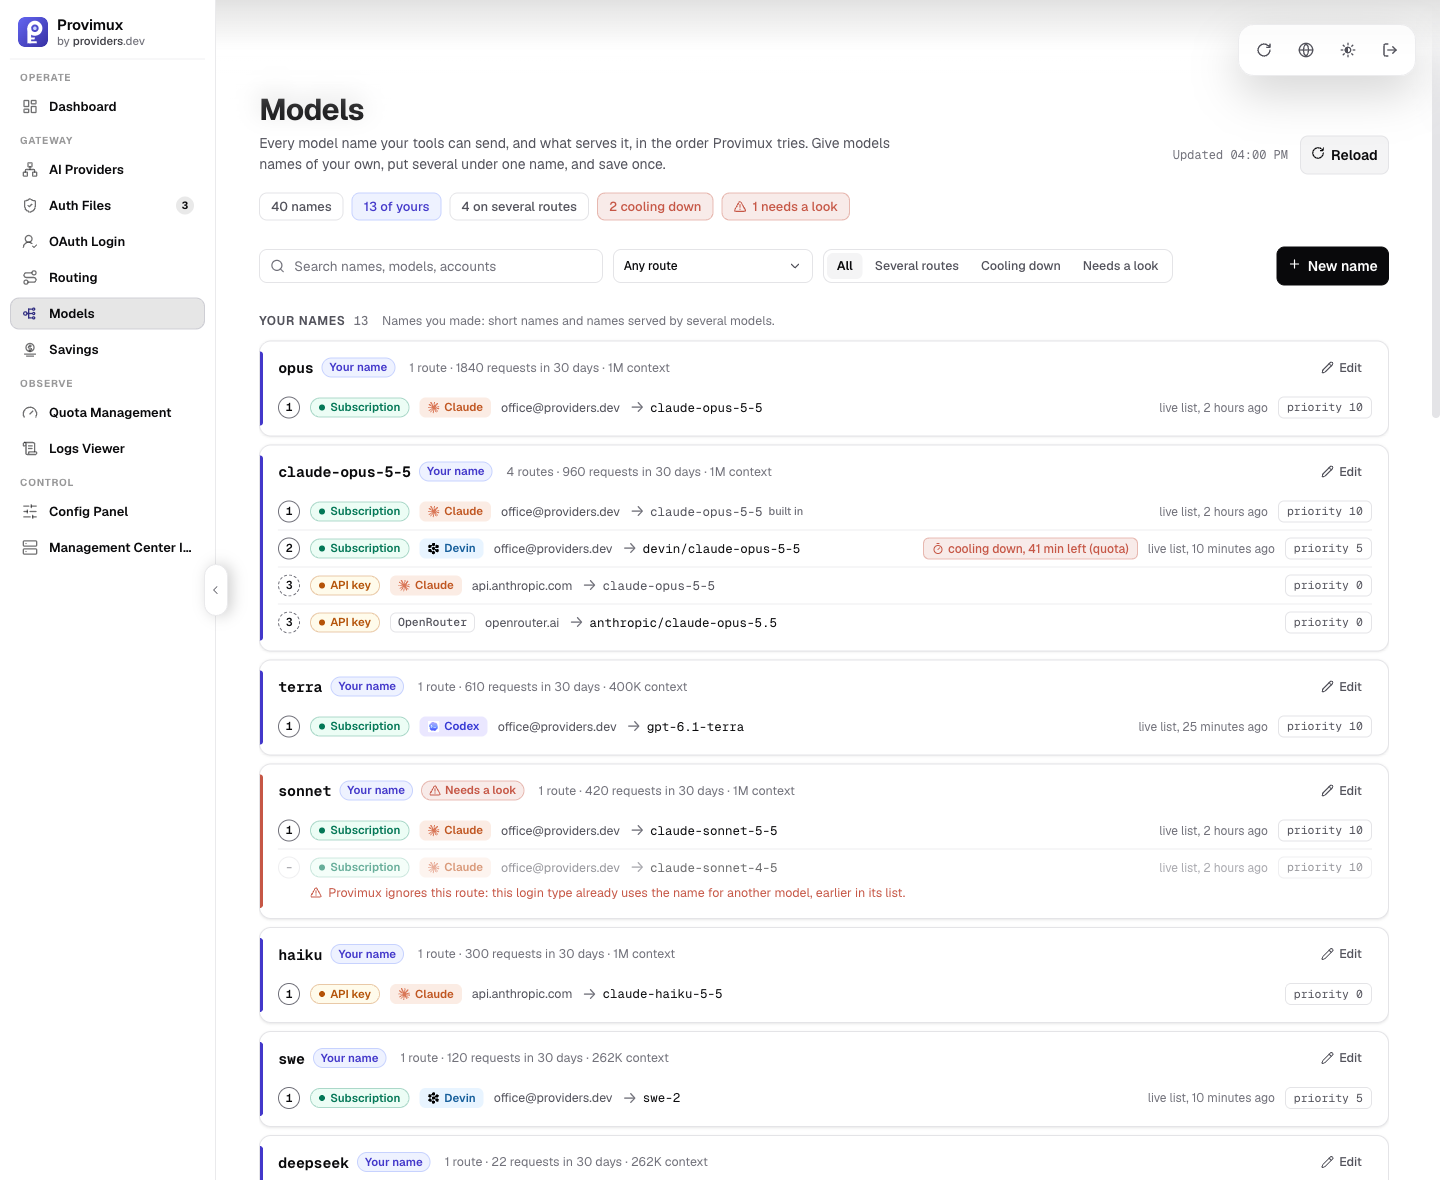 Provimux
by providers.dev
OPERATE
Dashboard
GATEWAY
AI Providers
Auth Files 3
OAuth Login
Routing
Models
Savings
OBSERVE
Quota Management
Logs Viewer
CONTROL
Config Panel
Management Center I...
Models
Every model name your tools can send, and what serves it, in the order Provimux tries. Give models
names of your own, put several under one name, and save once.
Updated 04:00 PM Reload
40 names 13 of yours 4 on several routes 2 cooling down 1 needs a look
Search names, models, accounts Any route All Several routes Cooling down Needs a look + New name
YOUR NAMES 13 Names you made: short names and names served by several models.
opus Your name 1 route · 1840 requests in 30 days · 1M context Edit
1 Subscription Claude office@providers.dev → claude-opus-5-5 live list, 2 hours ago priority 10
claude-opus-5-5 Your name 4 routes · 960 requests in 30 days · 1M context Edit
1 Subscription Claude office@providers.dev → claude-opus-5-5 built in live list, 2 hours ago priority 10
2 Subscription Devin office@providers.dev → devin/claude-opus-5-5 cooling down, 41 min left (quota) live list, 10 minutes ago priority 5
3 API key Claude api.anthropic.com → claude-opus-5-5 priority 0
3 API key OpenRouter openrouter.ai → anthropic/claude-opus-5.5 priority 0
terra Your name 1 route · 610 requests in 30 days · 400K context Edit
1 Subscription Codex office@providers.dev → gpt-6.1-terra live list, 25 minutes ago priority 10
sonnet Your name Needs a look 1 route · 420 requests in 30 days · 1M context Edit
1 Subscription Claude office@providers.dev → claude-sonnet-5-5 live list, 2 hours ago priority 10
– Subscription Claude office@providers.dev → claude-sonnet-4-5 live list, 2 hours ago priority 10
Provimux ignores this route: this login type already uses the name for another model, earlier in its list.
haiku Your name 1 route · 300 requests in 30 days · 1M context Edit
1 API key Claude api.anthropic.com → claude-haiku-5-5 priority 0
swe Your name 1 route · 120 requests in 30 days · 262K context Edit
1 Subscription Devin office@providers.dev → swe-2 live list, 10 minutes ago priority 5
deepseek Your name 1 route · 22 requests in 30 days · 262K context Edit